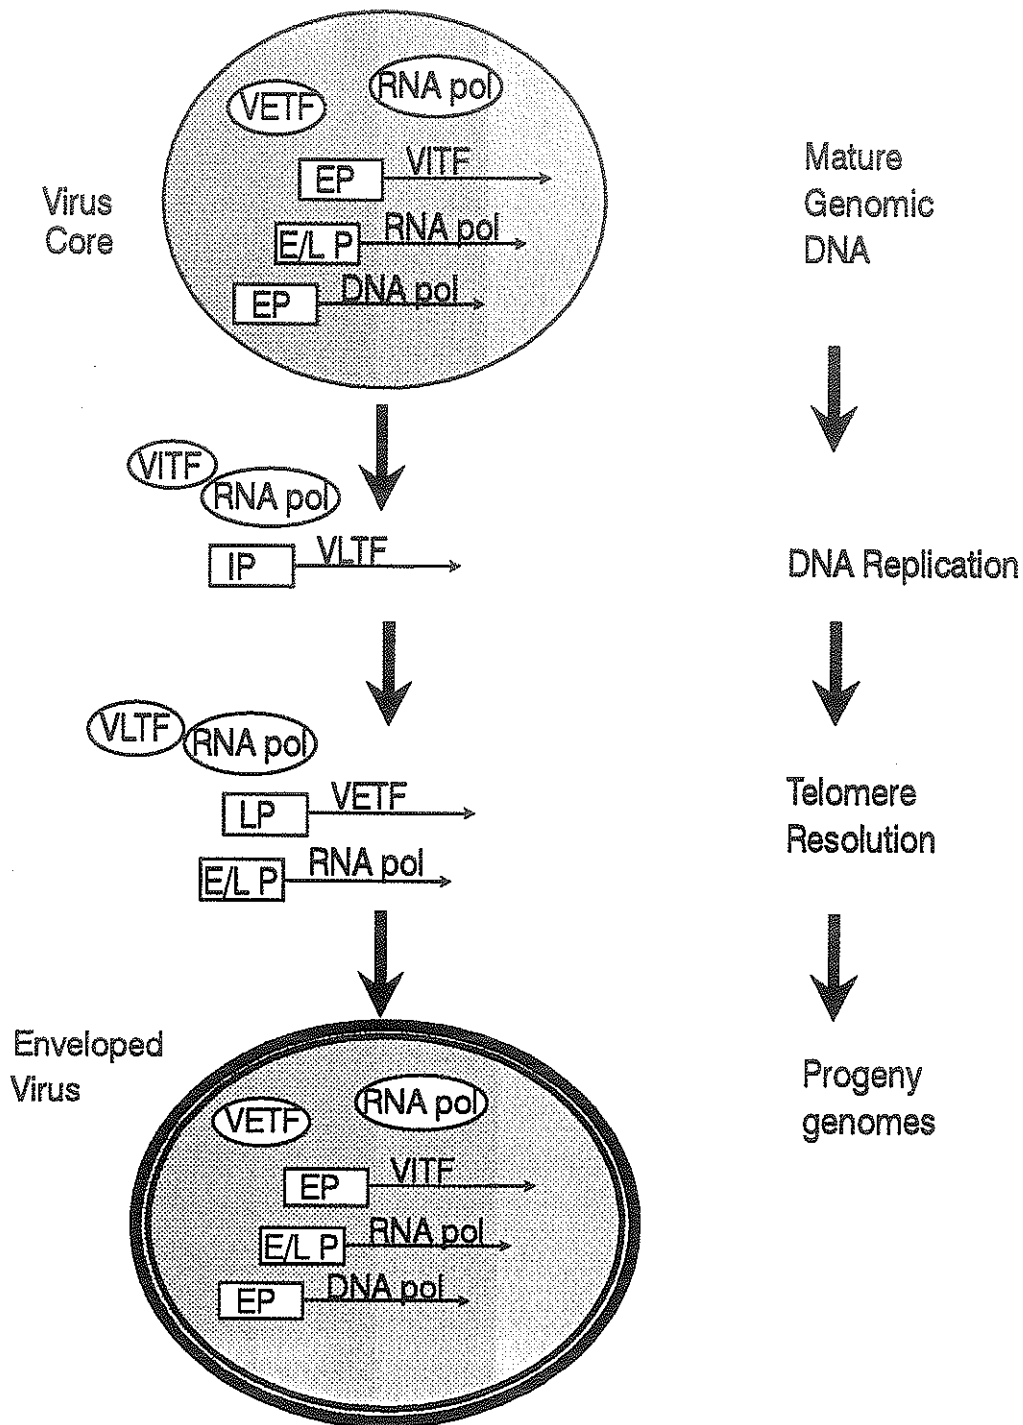 VETF
RNA pol
EP
VITF
E/L P
RNA pol
EP
DNA pol
Virus
Core
Mature
Genomic
DNA
VITF
RNA pol
IP
VLTF
DNA Replication
VLTF
RNA pol
LP
VETF
E/L P
RNA pol
Telomere
Resolution
Enveloped
Virus
VETF
RNA pol
EP
VITF
E/L P
RNA pol
EP
DNA pol
Progeny
genomes